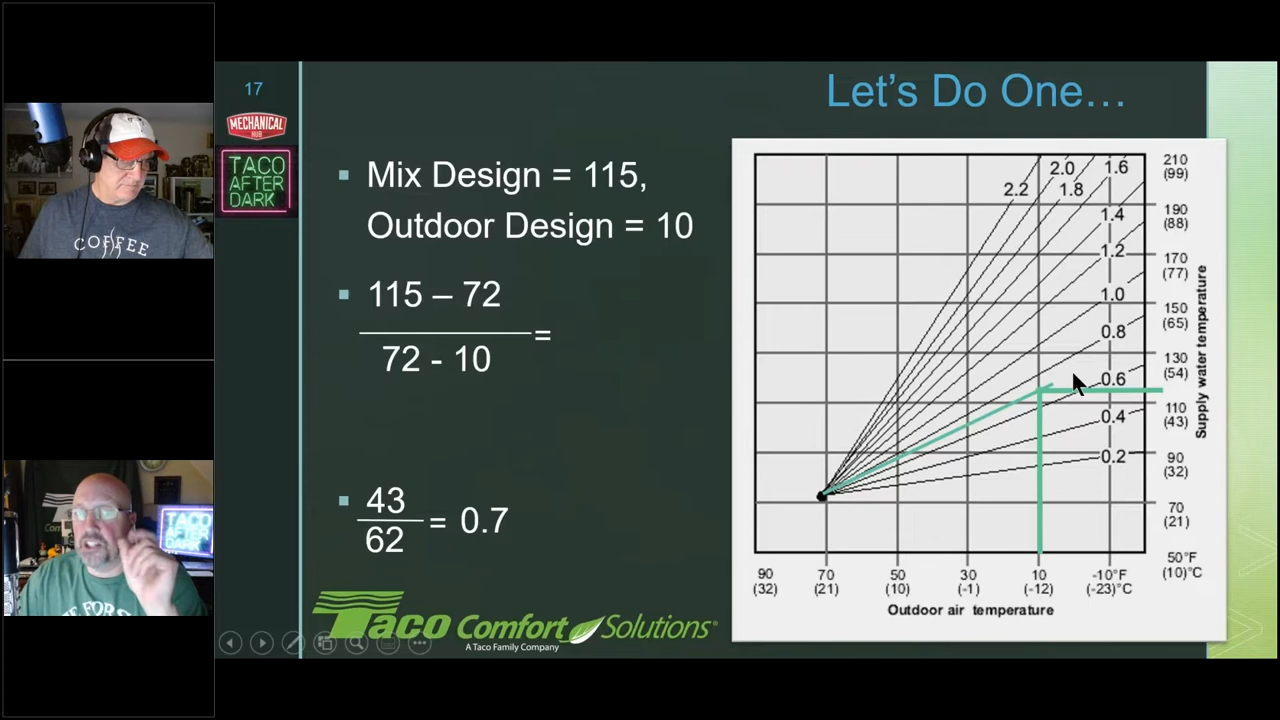 17
MECHANICAL
HUB
TACO
AFTER
DARK
Let's Do One…
Mix Design = 115,
Outdoor Design = 10
115 – 72
72 - 10
=
43
62
= 0.7
Taco Comfort Solutions®
A Taco Family Company
2.2
2.0
1.8
1.6
1.4
1.2
1.0
0.8
0.6
0.4
0.2
210
(99)
190
(88)
170
(77)
150
(65)
130
(54)
110
(43)
90
(32)
70
(21)
50°F
(10)°C
Supply water temperature
90 70 50 30 10 -10°F
(32) (21) (10) (-1) (-12) (-23)°C
Outdoor air temperature
COFFEE
TACO
AFTER
DARK